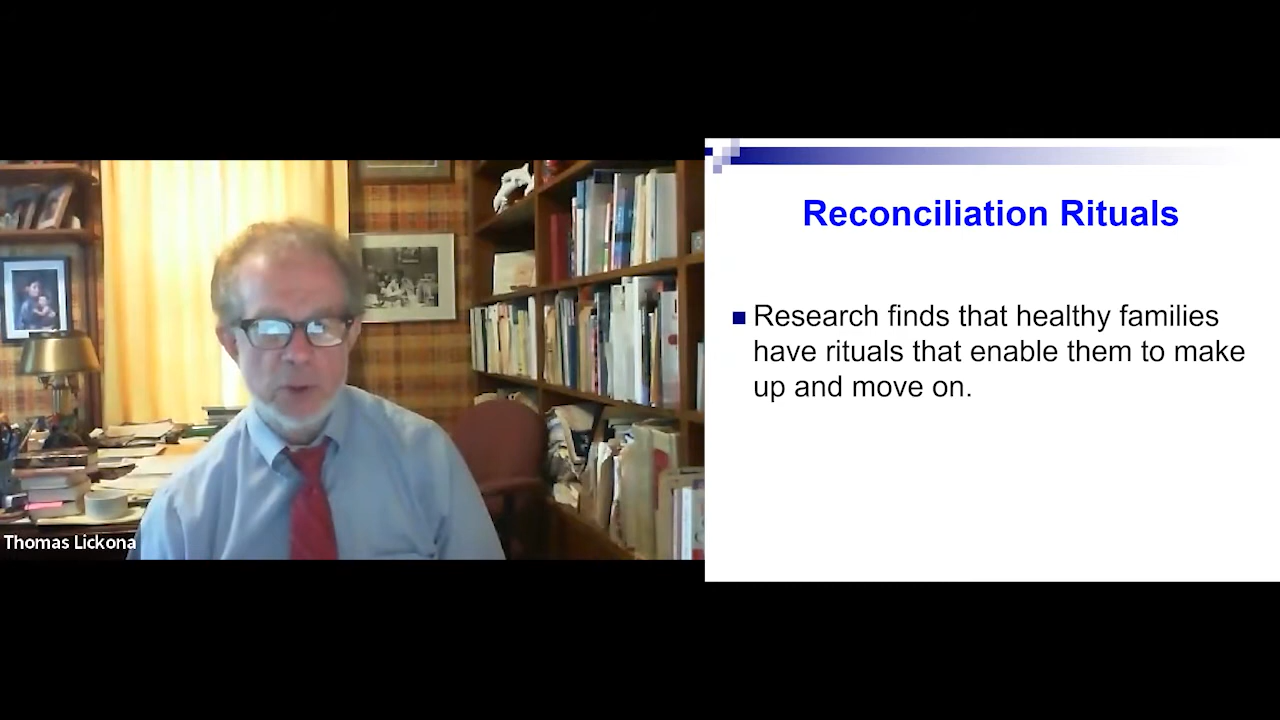 Thomas Lickona
Reconciliation Rituals
Research finds that healthy families
have rituals that enable them to make
up and move on.